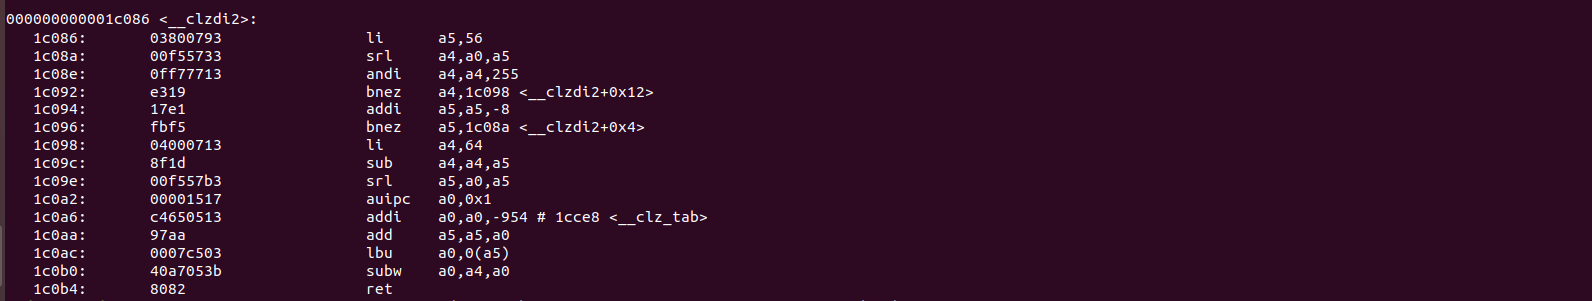 000000000001c086 <__clzdi2>:
1c086: 03800793 li a5,56
1c08a: 00f55733 srl a4,a0,a5
1c08e: 0ff77713 andi a4,a4,255
1c092: e319 bnez a4,1c098 <__clzdi2+0x12>
1c094: 17e1 addi a5,a5,-8
1c096: fbf5 bnez a5,1c08a <__clzdi2+0x4>
1c098: 04000713 li a4,64
1c09c: 8f1d sub a4,a4,a5
1c09e: 00f557b3 srl a5,a0,a5
1c0a2: 00001517 auipc a0,0x1
1c0a6: c4650513 addi a0,a0,-954 # 1cce8 <__clz_tab>
1c0aa: 97aa add a5,a5,a0
1c0ac: 0007c503 lbu a0,0(a5)
1c0b0: 40a7053b subw a0,a4,a0
1c0b4: 8082 ret